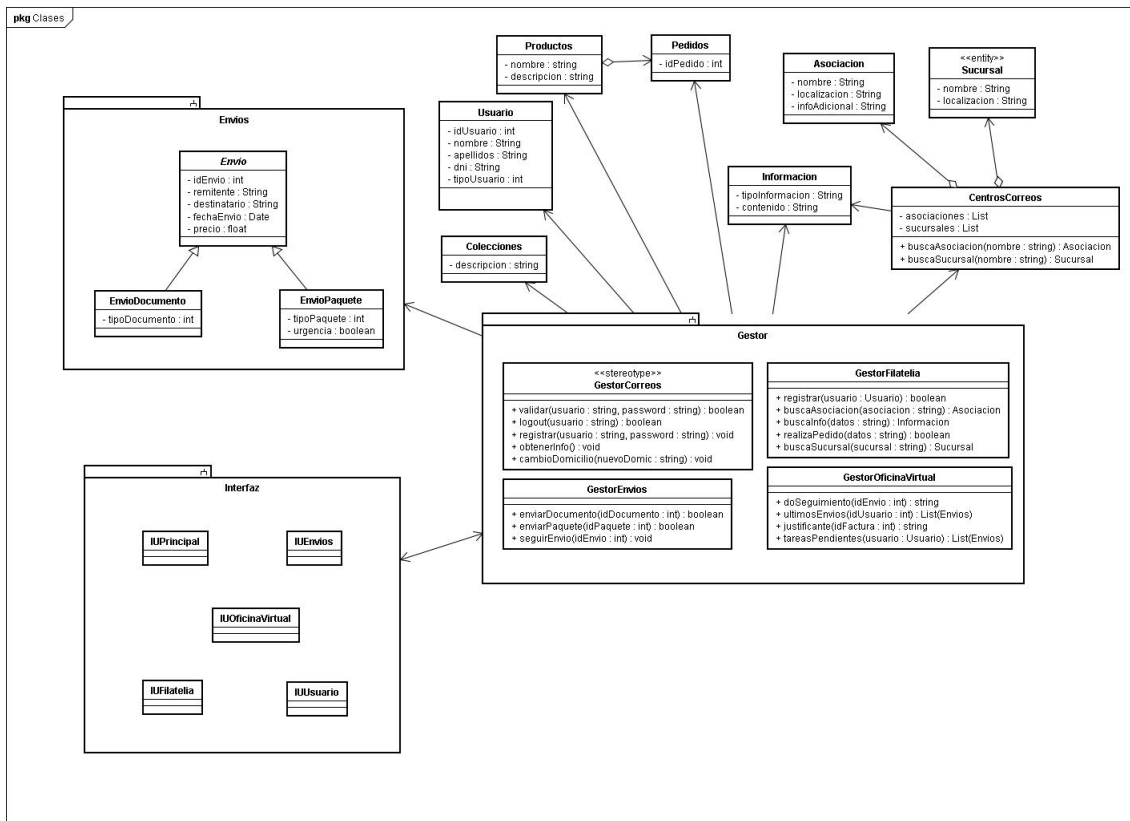 pkg Clases
Productos
- nombre : string
- descripcion : string
Pedidos
- idPedido : int
Asociacion
- nombre : String
- localizacion : String
- infoAdicional : String
<<entity>>
Sucursal
- nombre : String
- localizacion : String
Envios
Envio
- idEnvio : int
- remitente : String
- destinatario : String
- fechaEnvio : Date
- precio : float
EnvioDocumento
- tipoDocumento : int
EnvioPaquete
- tipoPaquete : int
- urgencia : boolean
Usuario
- idUsuario : int
- nombre : String
- apellidos : String
- dni : String
- tipoUsuario : int
Informacion
- tipoInformacion : String
- contenido : String
CentrosCorreos
- asociaciones : List
- sucursales : List
+ buscaAsociacion(nombre : string) : Asociacion
+ buscaSucursal(nombre : string) : Sucursal
Colecciones
- descripcion : string
Gestor
<<stereotype>>
GestorCorreos
+ validar(usuario : string, password : string) : boolean
+ logout(usuario : string) : boolean
+ registrar(usuario : string, password : string) : void
+ obtenerInfo() : void
+ cambioDomicilio(nuevoDomic : string) : void
GestorFilatelia
+ registrar(usuario : Usuario) : boolean
+ buscaAsociacion(asociacion : string) : Asociacion
+ buscaInfo(datos : string) : Informacion
+ realizaPedido(datos : string) : boolean
+ buscaSucursal(sucursal : string) : Sucursal
GestorEnvios
+ enviarDocumento(idDocumento : int) : boolean
+ enviarPaquete(idPaquete : int) : boolean
+ seguirEnvio(idEnvio : int) : void
GestorOficinaVirtual
+ doSeguimiento(idEnvio : int) : string
+ ultimosEnvios(idUsuario : int) : List(Envios)
+ justificante(idFactura : int) : string
+ tareasPendientes(usuario : Usuario) : List(Envios)
Interfaz
IUPrincipal
IUEnvios
IUOficinaVirtual
IUFilatelia
IUUsuario